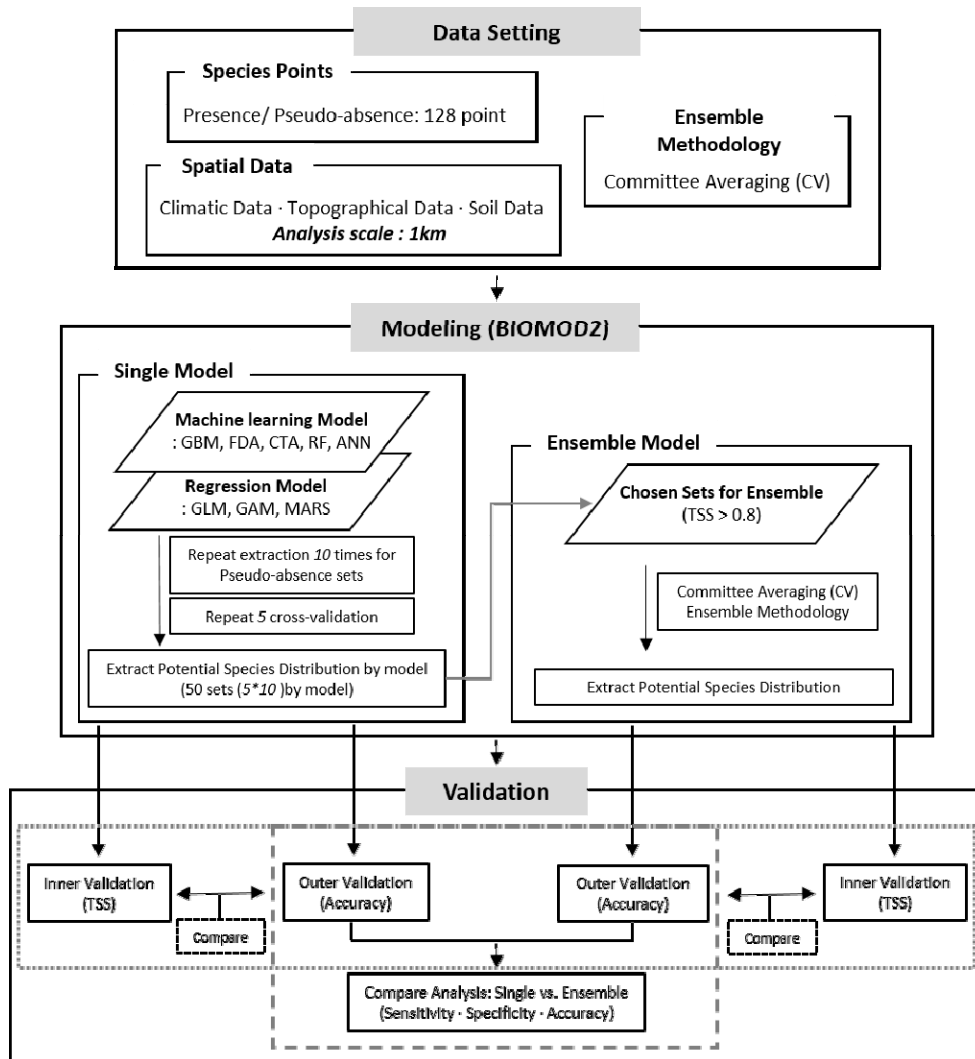 Data Setting
Species Points
Presence/ Pseudo-absence: 128 point
Spatial Data
Climatic Data · Topographical Data · Soil Data
Analysis scale : 1km
Ensemble
Methodology
Committee Averaging (CV)
Modeling (BIOMOD2)
Single Model
Machine learning Model
: GBM, FDA, CTA, RF, ANN
Regression Model
: GLM, GAM, MARS
Repeat extraction 10 times for
Pseudo-absence sets
Repeat 5 cross-validation
Extract Potential Species Distribution by model
(50 sets (5*10 )by model)
Ensemble Model
Chosen Sets for Ensemble
(TSS > 0.8)
Committee Averaging (CV)
Ensemble Methodology
Extract Potential Species Distribution
Validation
Inner Validation
(TSS)
Compare
Outer Validation
(Accuracy)
Outer Validation
(Accuracy)
Compare
Inner Validation
(TSS)
Compare Analysis: Single vs. Ensemble
(Sensitivity · Specificity · Accuracy)